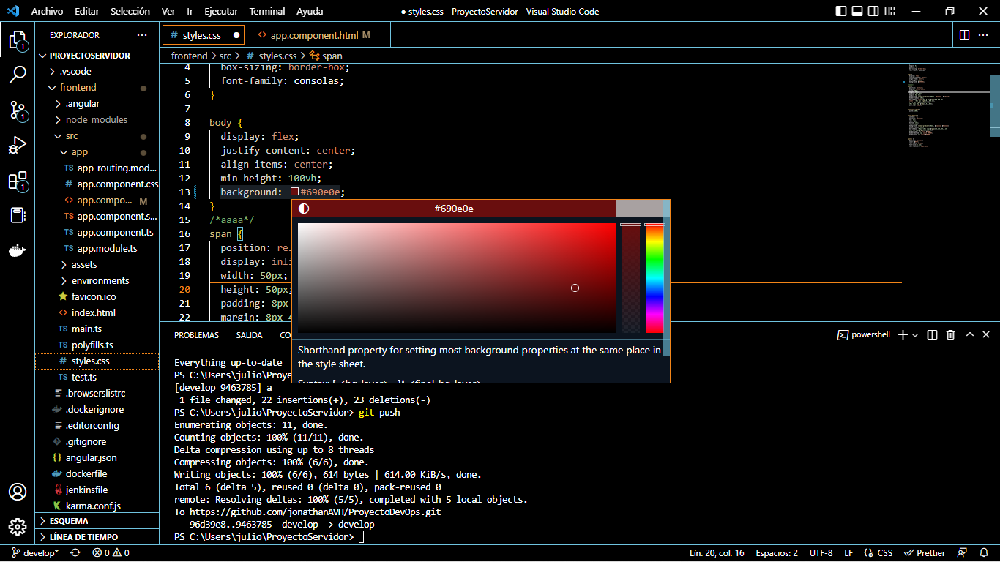 Archivo Editar Selección Ver Ir Ejecutar Terminal Ayuda
● styles.css - ProyectoServidor - Visual Studio Code
EXPLORADOR
PROYECTOSERVIDOR
.vscode
frontend
.angular
node_modules
src
app
TS app-routing.mod...
# app.component.css
<> app.compo... M
TS app.component.s...
TS app.component.ts
TS app.module.ts
assets
environments
favicon.ico
<> index.html
TS main.ts
TS polyfills.ts
# styles.css
TS test.ts
.browserslistrc
.dockerignore
.editorconfig
.gitignore
{} angular.json
dockerfile
jenkinsfile
karma.conf.js
ESQUEMA
LÍNEA DE TIEMPO
1
1
1
# styles.css ●
<> app.component.html M
frontend > src > # styles.css > span
4 box-sizing: border-box;
5 font-family: consolas;
6 }
7
8 body {
9 display: flex;
10 justify-content: center;
11 align-items: center;
12 min-height: 100vh;
13 background: #690e0e;
14 }
15 /*aaaa*/
16 span {
17 position: rel
18 display: inli
19 width: 50px;
20 height: 50px;
21 padding: 8px
22 margin: 8px
#690e0e
Shorthand property for setting most background properties at the same place in
the style sheet.
PROBLEMAS SALIDA CO
powershell
Everything up-to-date
PS C:\Users\julio\Proye
[develop 9463785] a
1 file changed, 22 insertions(+), 23 deletions(-)
PS C:\Users\julio\ProyectoServidor> git push
Enumerating objects: 11, done.
Counting objects: 100% (11/11), done.
Delta compression using up to 8 threads
Compressing objects: 100% (6/6), done.
Writing objects: 100% (6/6), 614 bytes | 614.00 KiB/s, done.
Total 6 (delta 5), reused 0 (delta 0), pack-reused 0
remote: Resolving deltas: 100% (5/5), completed with 5 local objects.
To https://github.com/jonathanAVH/ProyectoDevOps.git
96d39e8..9463785 develop -> develop
PS C:\Users\julio\ProyectoServidor>
develop* 0 0
Lín. 20, col. 16 Espacios: 2 UTF-8 LF {} CSS Prettier